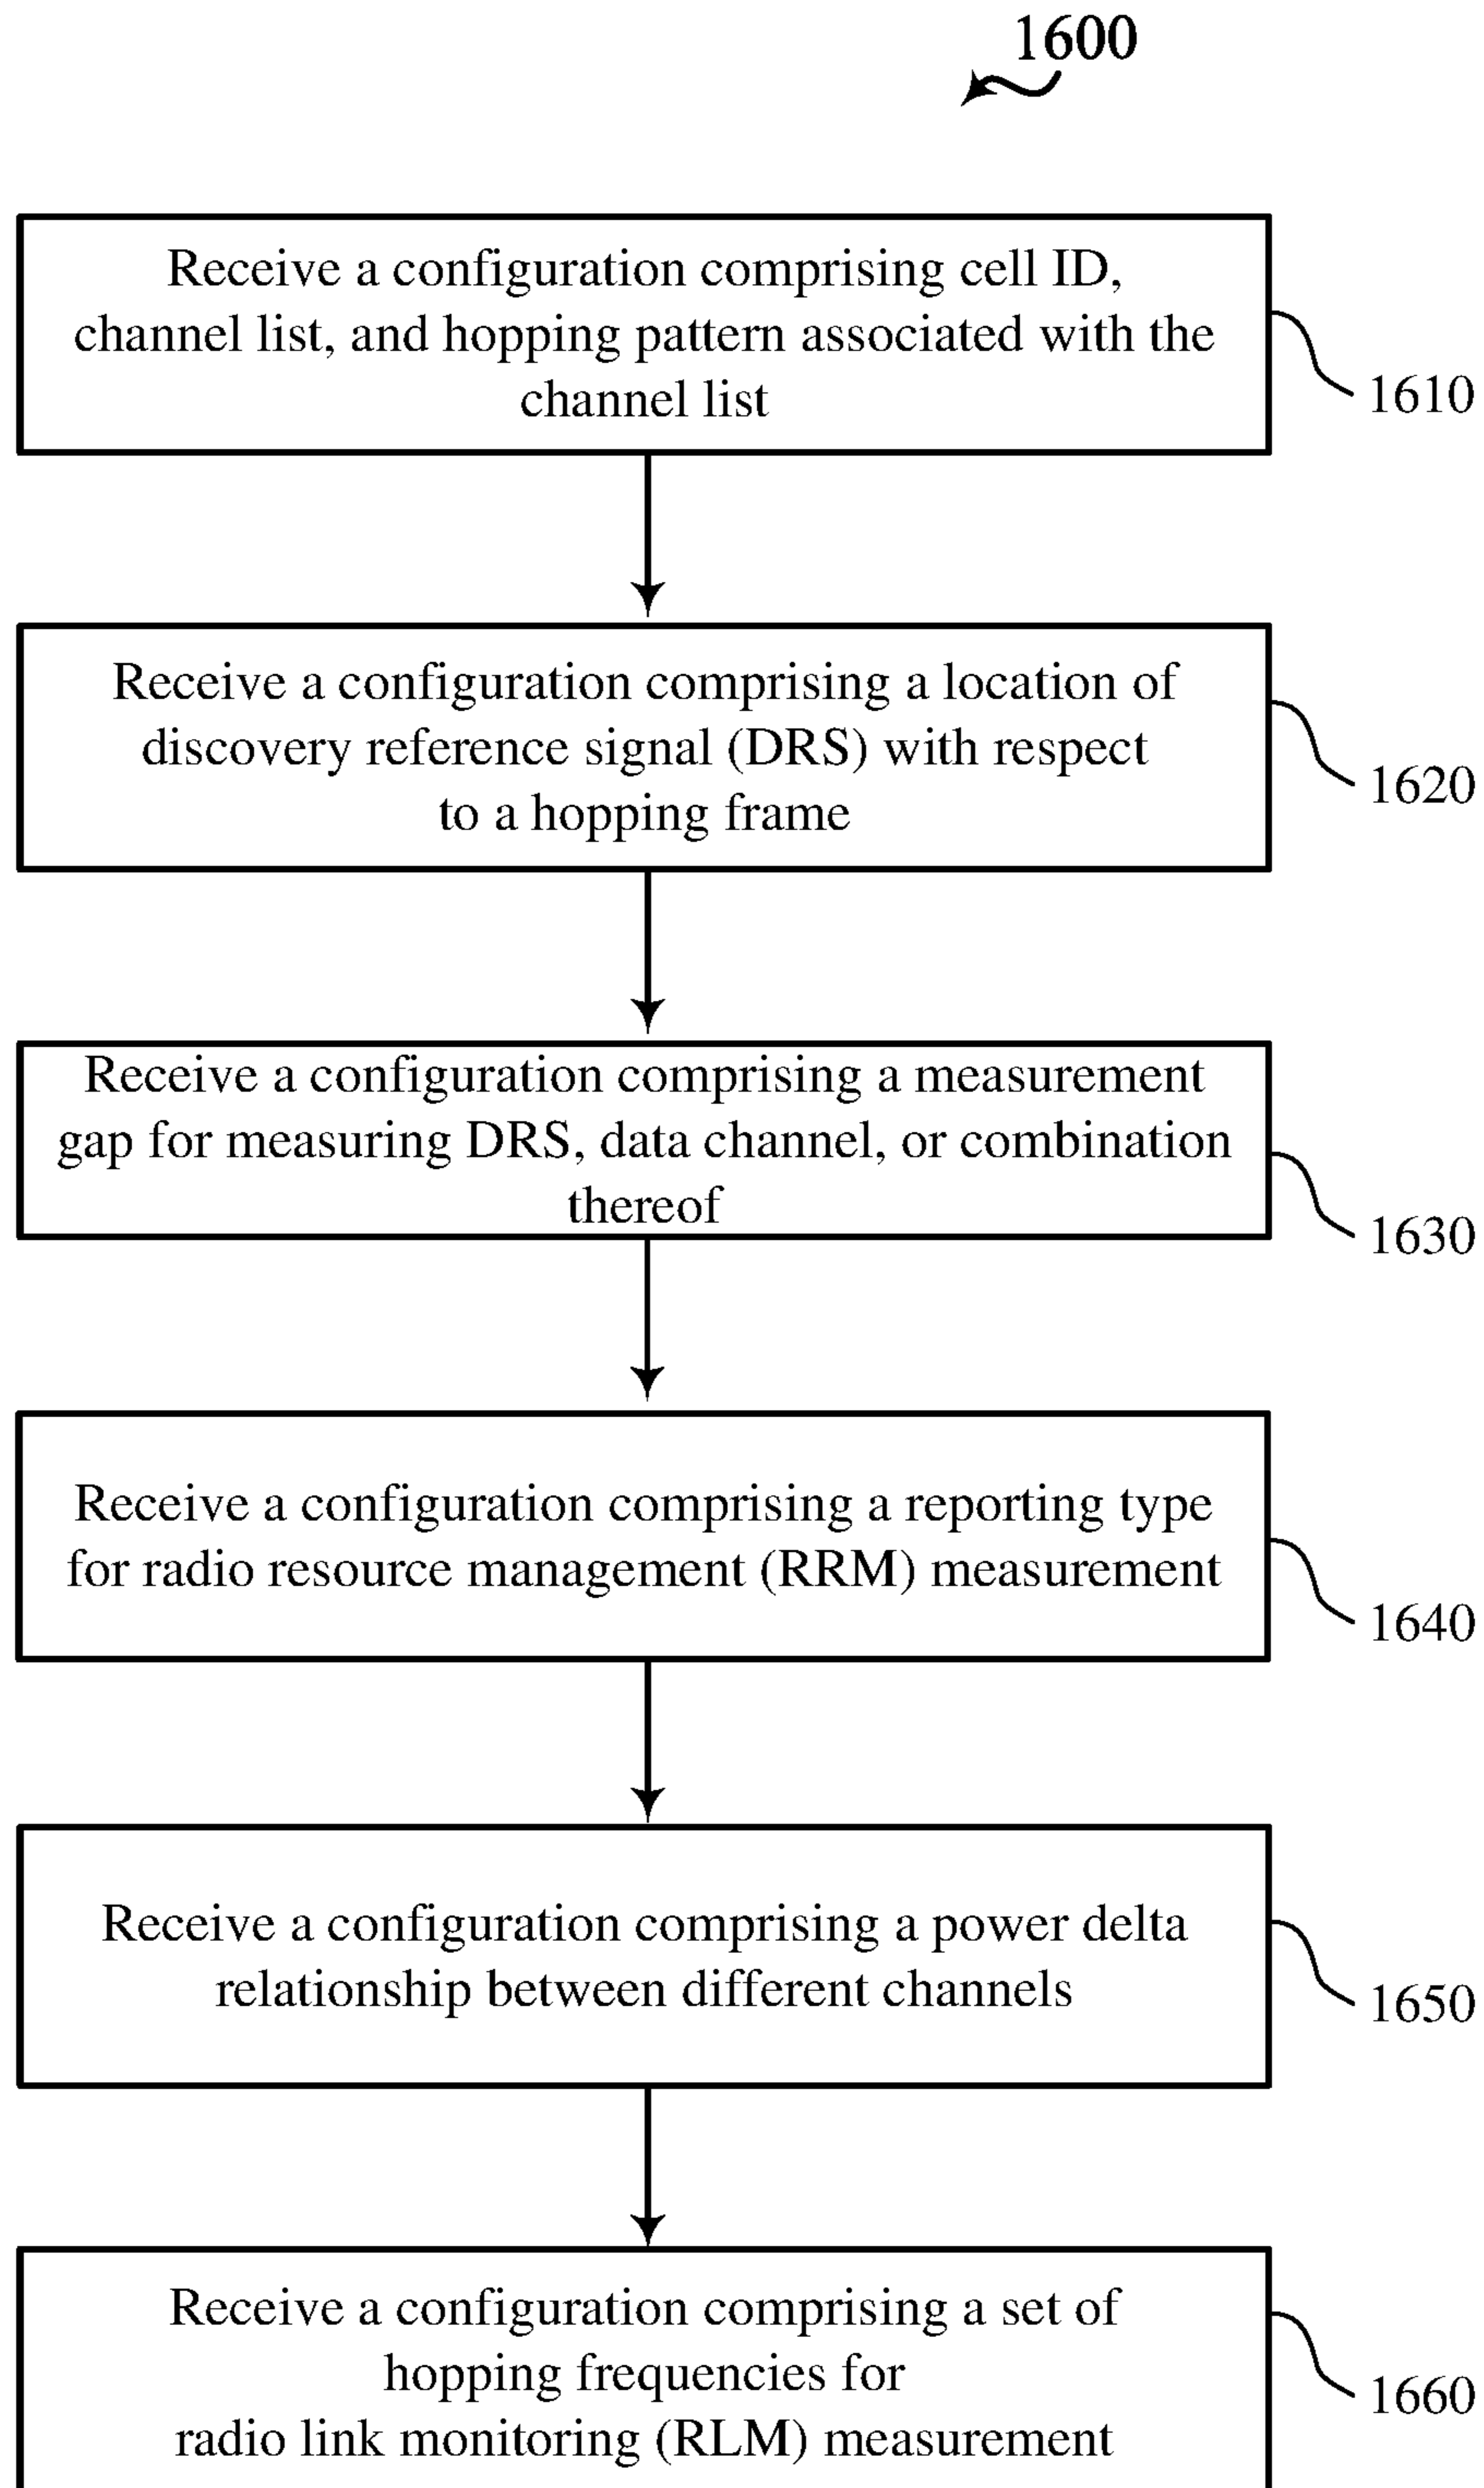 1600
Receive a configuration comprising cell ID,
channel list, and hopping pattern associated with the
channel list
1610
Receive a configuration comprising a location of
discovery reference signal (DRS) with respect
to a hopping frame
1620
Receive a configuration comprising a measurement
gap for measuring DRS, data channel, or combination
thereof
1630
Receive a configuration comprising a reporting type
for radio resource management (RRM) measurement
1640
Receive a configuration comprising a power delta
relationship between different channels
1650
Receive a configuration comprising a set of
hopping frequencies for
radio link monitoring (RLM) measurement
1660